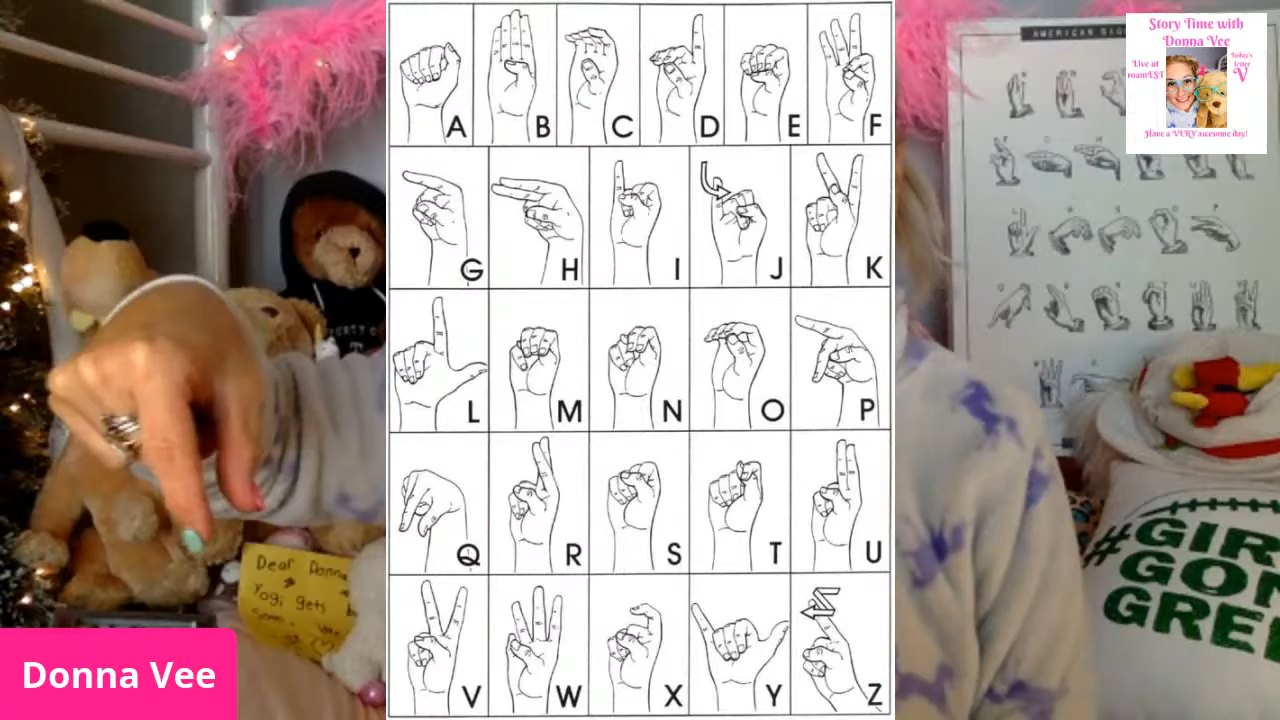 Story Time with
Donna Vee
Live at
Today's
letter
V
Have a VERY awesome day!
AMERICAN
A
B
C
D
E
F
G
H
I
J
K
L
M
N
O
P
Q
R
S
T
U
V
W
X
Y
Z
Dear Donna
Yogi gets
soon.
#GIR
GON
GREE
Donna Vee